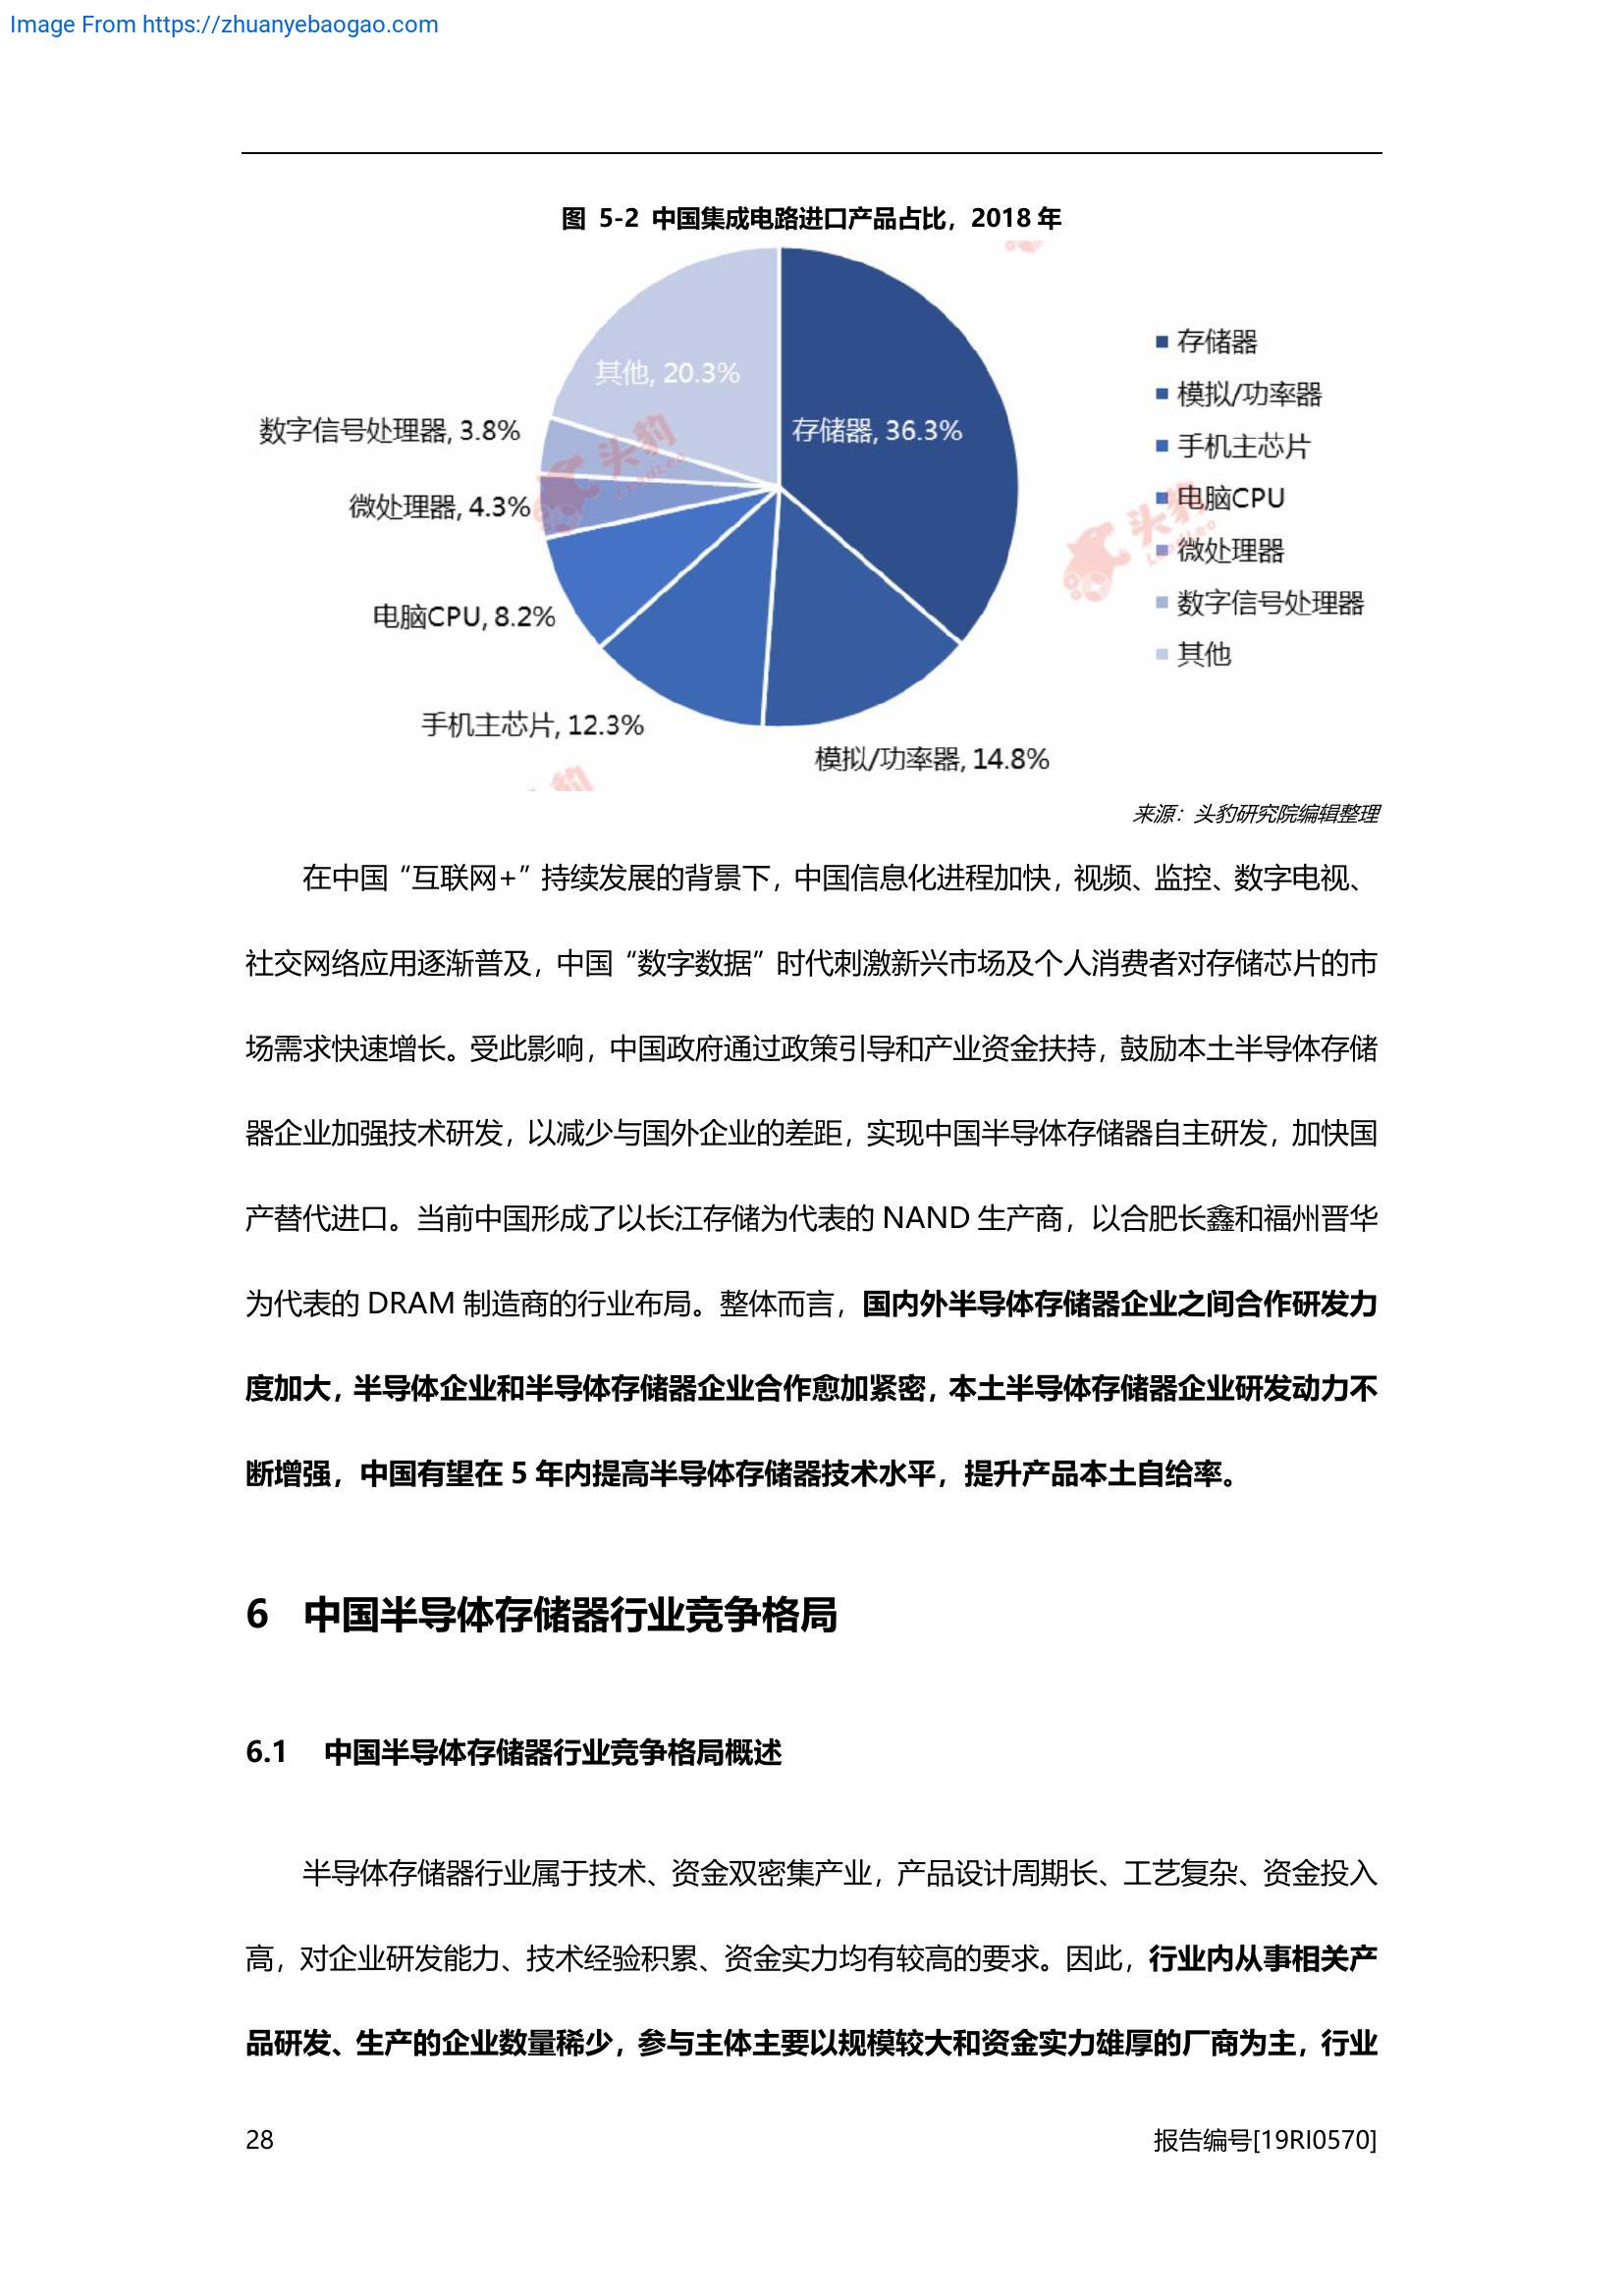 Image From https://zhuanyebaogao.com
图 5-2 中国集成电路进口产品占比，2018 年
其他, 20.3%
存储器, 36.3%
数字信号处理器, 3.8%
微处理器, 4.3%
电脑CPU, 8.2%
手机主芯片, 12.3%
模拟/功率器, 14.8%
存储器
模拟/功率器
手机主芯片
电脑CPU
微处理器
数字信号处理器
其他
头豹
LeadLeo
头豹
LeadLeo
豹
来源：头豹研究院编辑整理
在中国“互联网+”持续发展的背景下，中国信息化进程加快，视频、监控、数字电视、
社交网络应用逐渐普及，中国“数字数据”时代刺激新兴市场及个人消费者对存储芯片的市
场需求快速增长。受此影响，中国政府通过政策引导和产业资金扶持，鼓励本土半导体存储
器企业加强技术研发，以减少与国外企业的差距，实现中国半导体存储器自主研发，加快国
产替代进口。当前中国形成了以长江存储为代表的 NAND 生产商，以合肥长鑫和福州晋华
为代表的 DRAM 制造商的行业布局。整体而言，国内外半导体存储器企业之间合作研发力
度加大，半导体企业和半导体存储器企业合作愈加紧密，本土半导体存储器企业研发动力不
断增强，中国有望在 5 年内提高半导体存储器技术水平，提升产品本土自给率。
6 中国半导体存储器行业竞争格局
6.1 中国半导体存储器行业竞争格局概述
半导体存储器行业属于技术、资金双密集产业，产品设计周期长、工艺复杂、资金投入
高，对企业研发能力、技术经验积累、资金实力均有较高的要求。因此，行业内从事相关产
品研发、生产的企业数量稀少，参与主体主要以规模较大和资金实力雄厚的厂商为主，行业
28
报告编号[19RI0570]